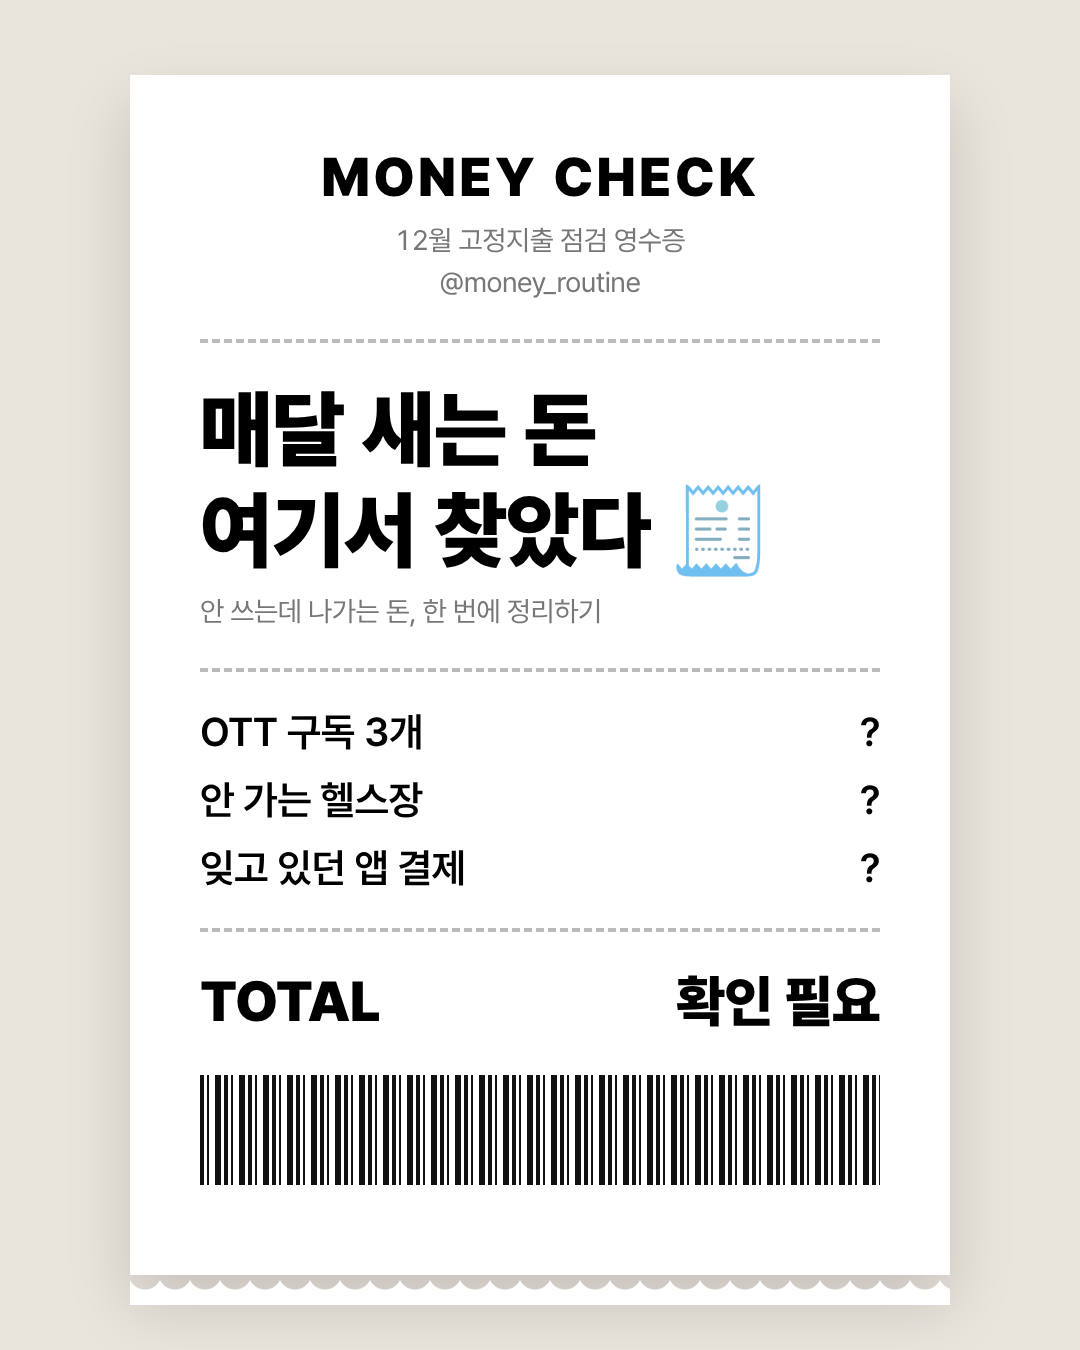 MONEY CHECK
12월 고정지출 점검 영수증
@money_routine
매달 새는 돈
여기서 찾았다 🧾
안 쓰는데 나가는 돈, 한 번에 정리하기
OTT 구독 3개 ?
안 가는 헬스장 ?
잊고 있던 앱 결제 ?
TOTAL 확인 필요